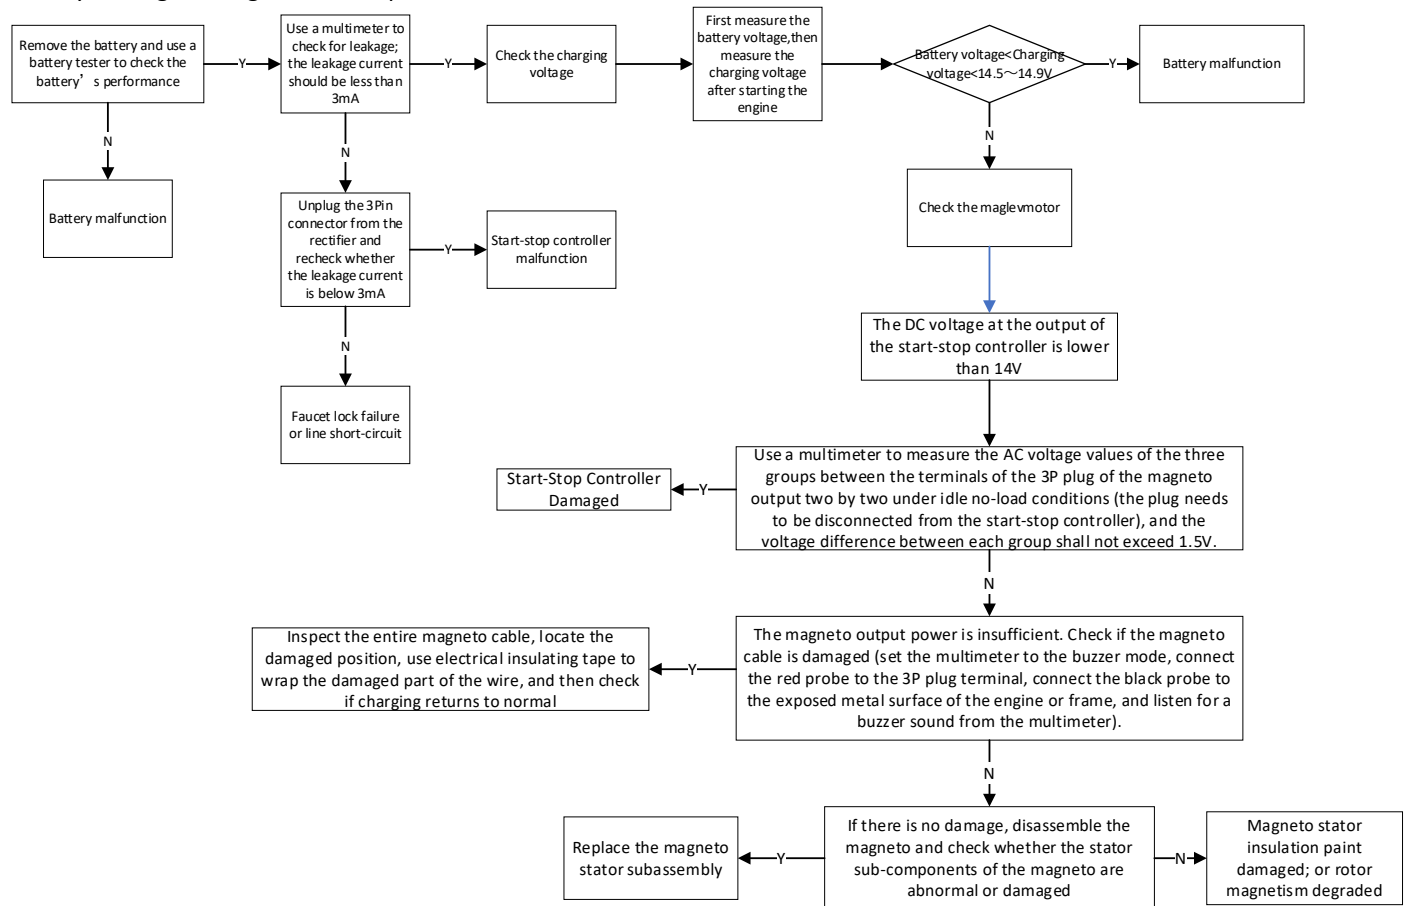 Remove the battery and use a
battery tester to check the
battery’s performance
Y
Use a multimeter to
check for leakage;
the leakage current
should be less than
3mA
Y
Check the charging
voltage
First measure the
battery voltage,then
measure the
charging voltage
after starting the
engine
Battery voltage<Charging
voltage<14.5～14.9V
Y
Battery malfunction
N
Battery malfunction
N
Unplug the 3Pin
connector from the
rectifier and
recheck whether
the leakage current
is below 3mA
Y
Start-stop controller
malfunction
N
Faucet lock failure
or line short-circuit
N
Check the maglevmotor
The DC voltage at the output of
the start-stop controller is lower
than 14V
Use a multimeter to measure the AC voltage values of the three
groups between the terminals of the 3P plug of the magneto
output two by two under idle no-load conditions (the plug needs
to be disconnected from the start-stop controller), and the
voltage difference between each group shall not exceed 1.5V.
Y
Start-Stop Controller
Damaged
N
The magneto output power is insufficient. Check if the magneto
cable is damaged (set the multimeter to the buzzer mode, connect
the red probe to the 3P plug terminal, connect the black probe to
the exposed metal surface of the engine or frame, and listen for a
buzzer sound from the multimeter).
Y
Inspect the entire magneto cable, locate the
damaged position, use electrical insulating tape to
wrap the damaged part of the wire, and then check
if charging returns to normal
N
If there is no damage, disassemble the
magneto and check whether the stator
sub-components of the magneto are
abnormal or damaged
Y
Replace the magneto
stator subassembly
N
Magneto stator
insulation paint
damaged; or rotor
magnetism degraded